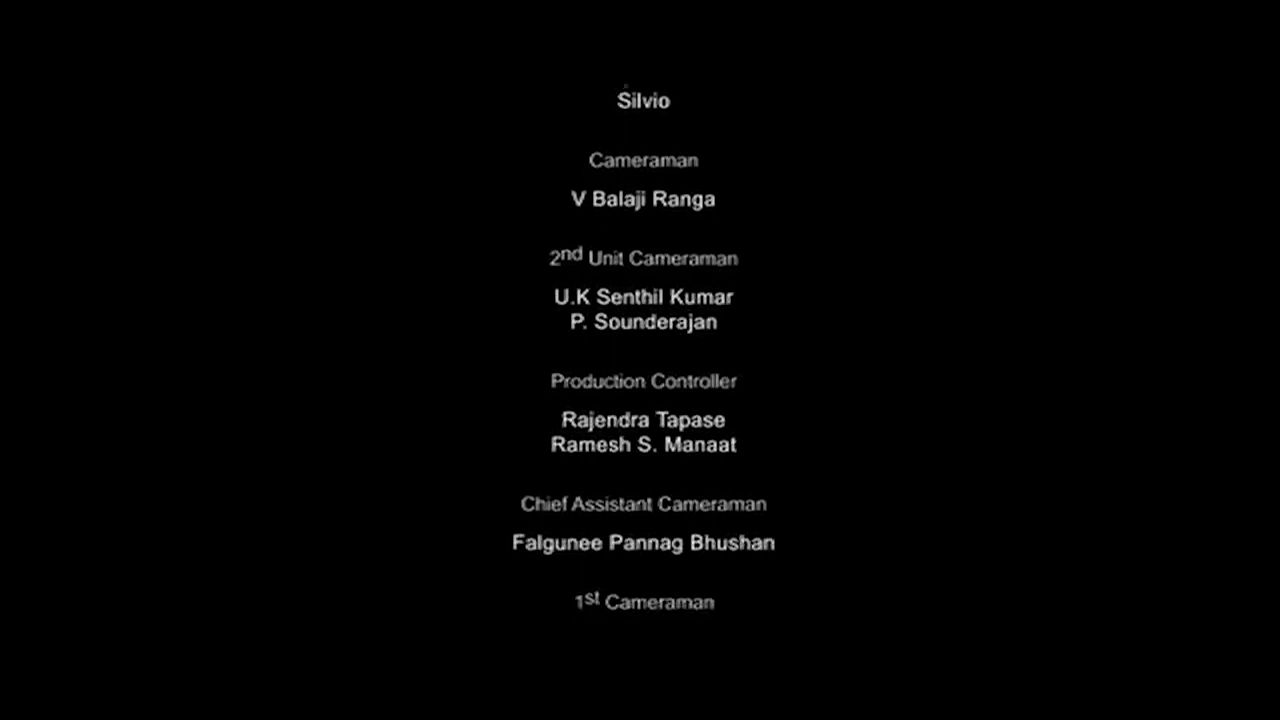 Silvio
Cameraman
V Balaji Ranga
2nd Unit Cameraman
U.K Senthil Kumar
P. Sounderajan
Production Controller
Rajendra Tapase
Ramesh S. Manaat
Chief Assistant Cameraman
Falgunee Pannag Bhushan
1st Cameraman